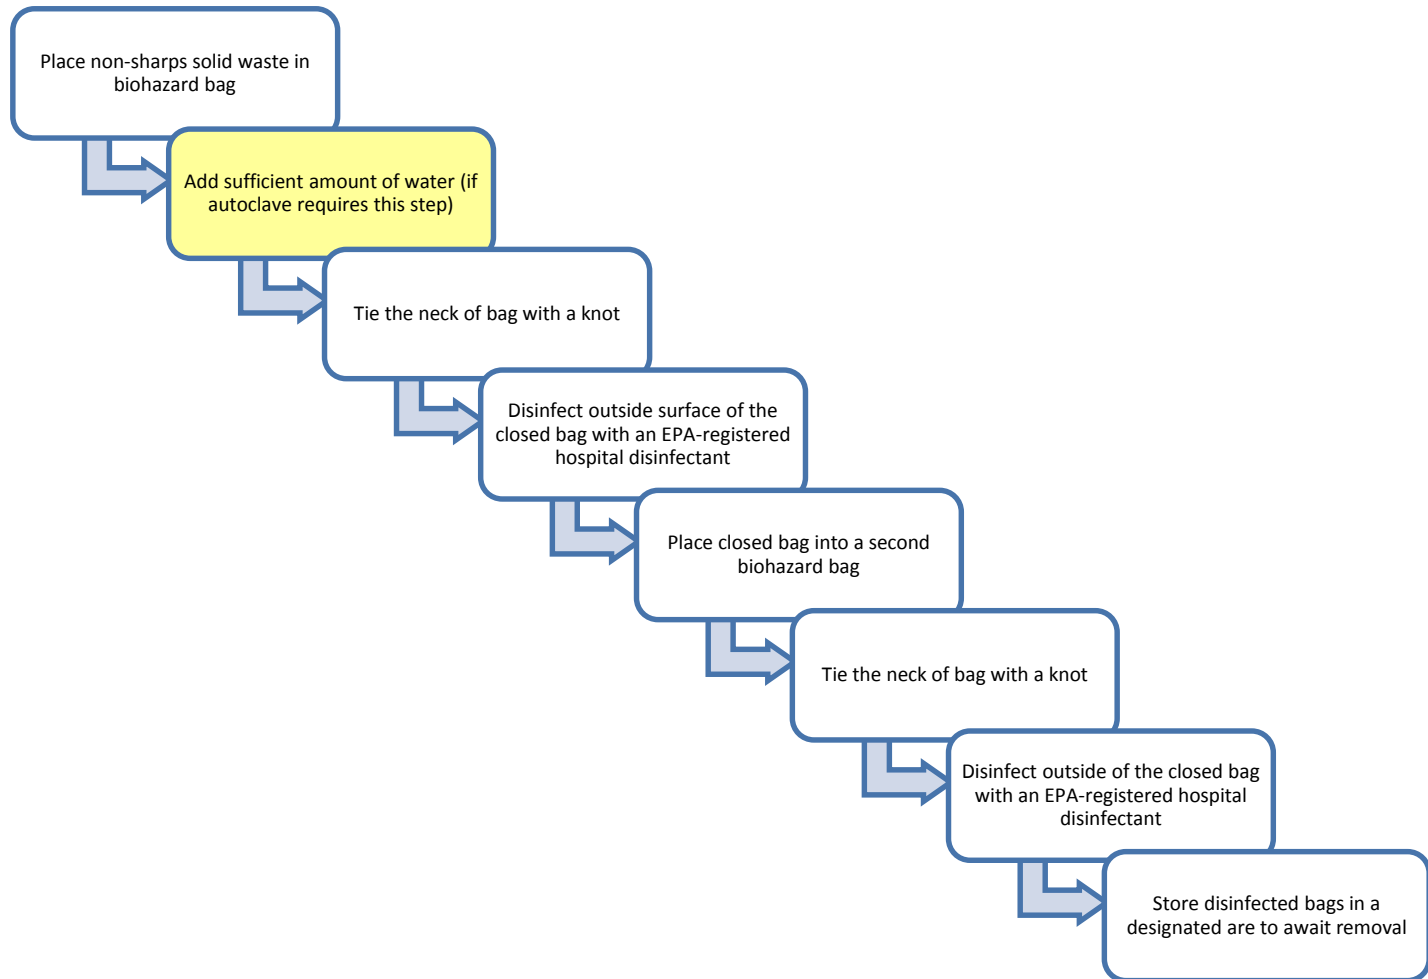 Place non-sharps solid waste in
biohazard bag
Add sufficient amount of water (if
autoclave requires this step)
Tie the neck of bag with a knot
Disinfect outside surface of the
closed bag with an EPA-registered
hospital disinfectant
Place closed bag into a second
biohazard bag
Tie the neck of bag with a knot
Disinfect outside of the closed bag
with an EPA-registered hospital
disinfectant
Store disinfected bags in a
designated are to await removal